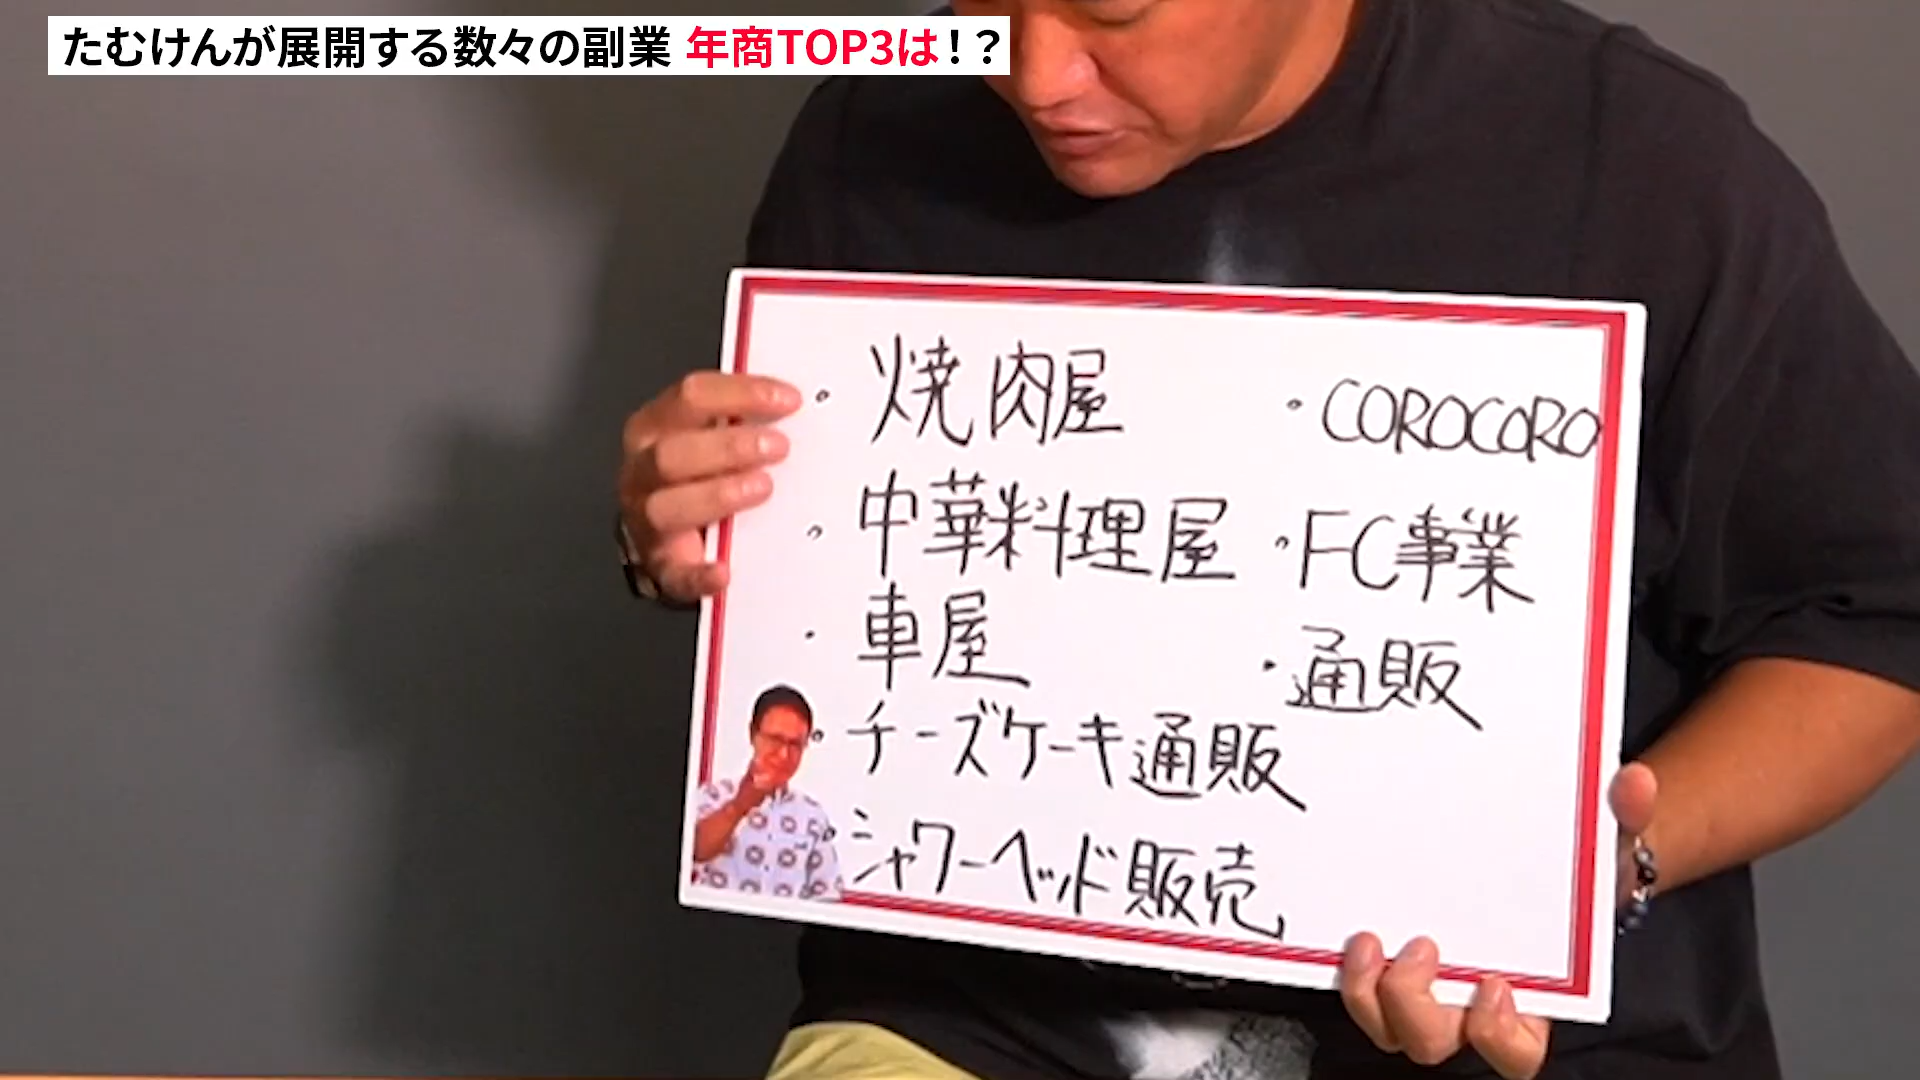 たむけんが展開する数々の副業 年商TOP3は！？
・焼肉屋
・中華料理屋
・車屋
・チーズケーキ通販
・シャワーヘッド販売
・COROCORO
・FC事業
・通販